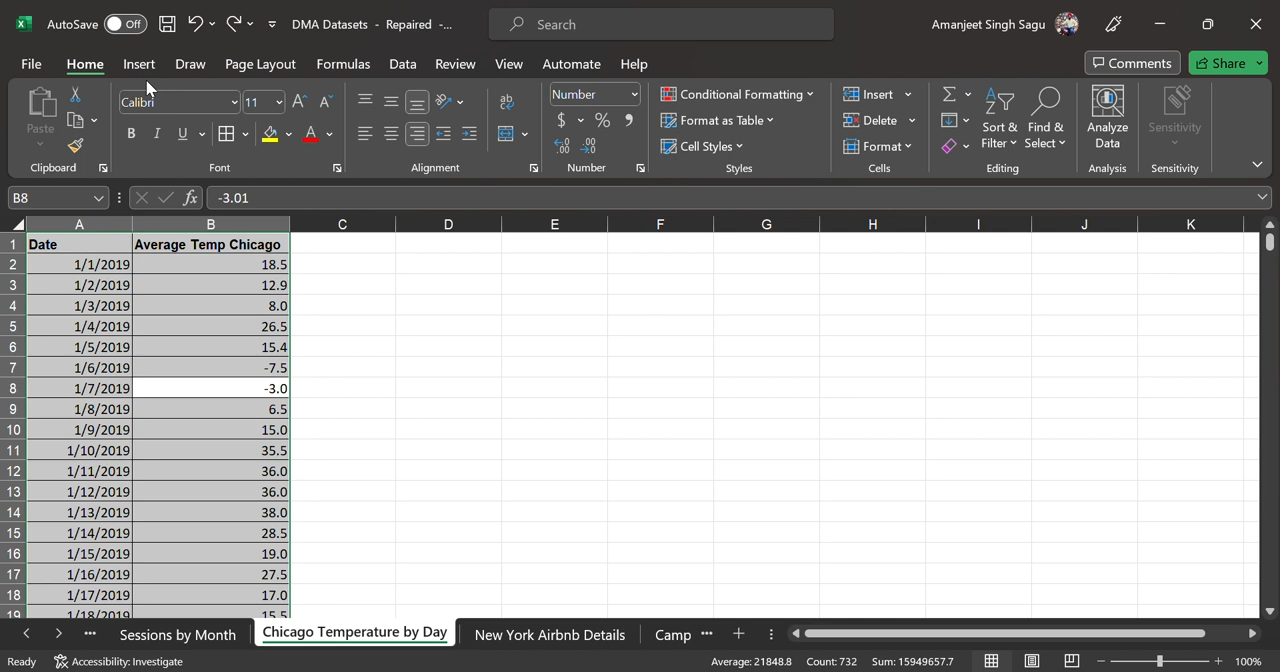 AutoSave Off DMA Datasets - Repaired -... Search Amanjeet Singh Sagu
File Home Insert Draw Page Layout Formulas Data Review View Automate Help Comments Share
Calibri 11 ab Number Conditional Formatting Insert Σ
Paste B I U A $ % Format as Table Delete Sort & Filter Find & Select Analyze Data Sensitivity
Cell Styles Format
Clipboard Font Alignment Number Styles Cells Editing Analysis Sensitivity
B8 fx -3.01
A B C D E F G H I J K
1 Date Average Temp Chicago
2 1/1/2019 18.5
3 1/2/2019 12.9
4 1/3/2019 8.0
5 1/4/2019 26.5
6 1/5/2019 15.4
7 1/6/2019 -7.5
8 1/7/2019 -3.0
9 1/8/2019 6.5
10 1/9/2019 15.0
11 1/10/2019 35.5
12 1/11/2019 36.0
13 1/12/2019 36.0
14 1/13/2019 38.0
15 1/14/2019 28.5
16 1/15/2019 19.0
17 1/16/2019 27.5
18 1/17/2019 17.0
19 1/18/2019 15.5
Sessions by Month Chicago Temperature by Day New York Airbnb Details Camp
Ready Accessibility: Investigate Average: 21848.8 Count: 732 Sum: 15949657.7 100%